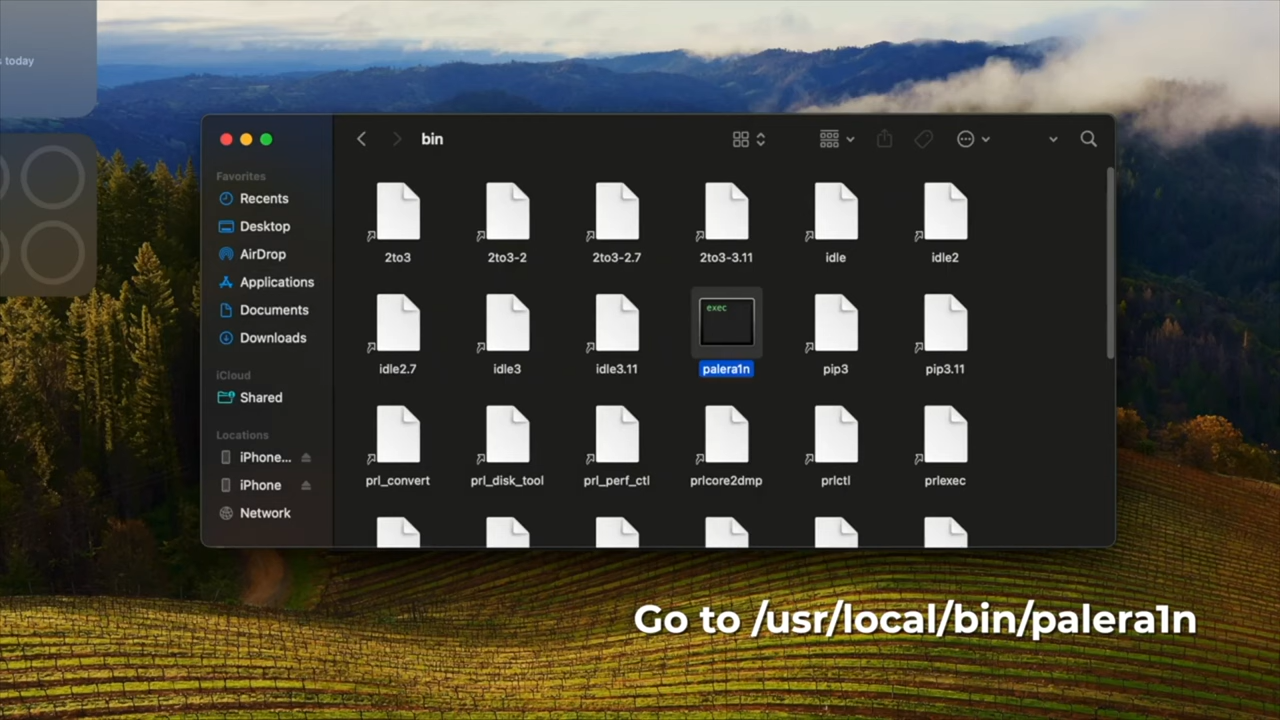 s today
bin
Favorites
Recents
Desktop
AirDrop
Applications
Documents
Downloads
iCloud
Shared
Locations
iPhone...
iPhone
Network
2to3
2to3-2
2to3-2.7
2to3-3.11
idle
idle2
idle2.7
idle3
idle3.11
exec
palera1n
pip3
pip3.11
prl_convert
prl_disk_tool
prl_perf_ctl
prlcore2dmp
prlctl
prlexec
Go to /usr/local/bin/palera1n